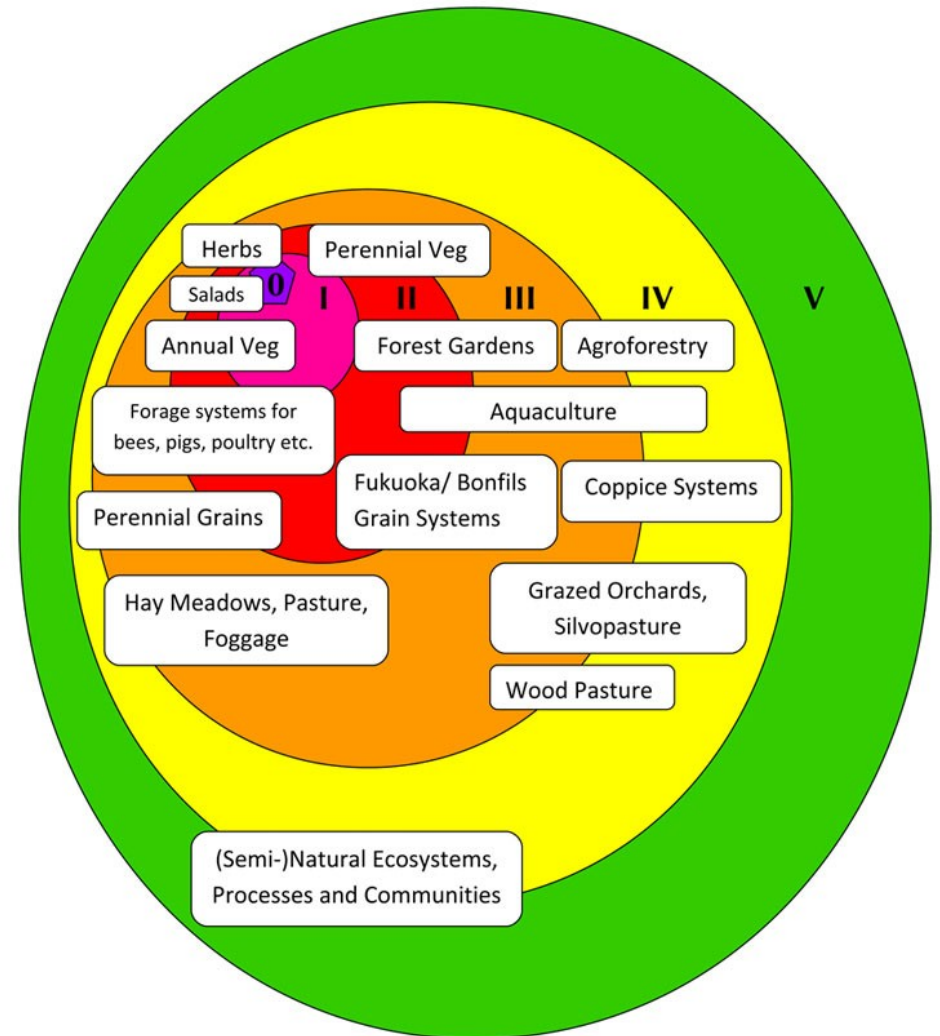 Herbs
Perennial Veg
Salads
0
I
II
III
IV
V
Annual Veg
Forest Gardens
Agroforestry
Forage systems for
bees, pigs, poultry etc.
Aquaculture
Fukuoka/ Bonfils
Grain Systems
Coppice Systems
Perennial Grains
Hay Meadows, Pasture,
Foggage
Grazed Orchards,
Silvopasture
Wood Pasture
(Semi-)Natural Ecosystems,
Processes and Communities